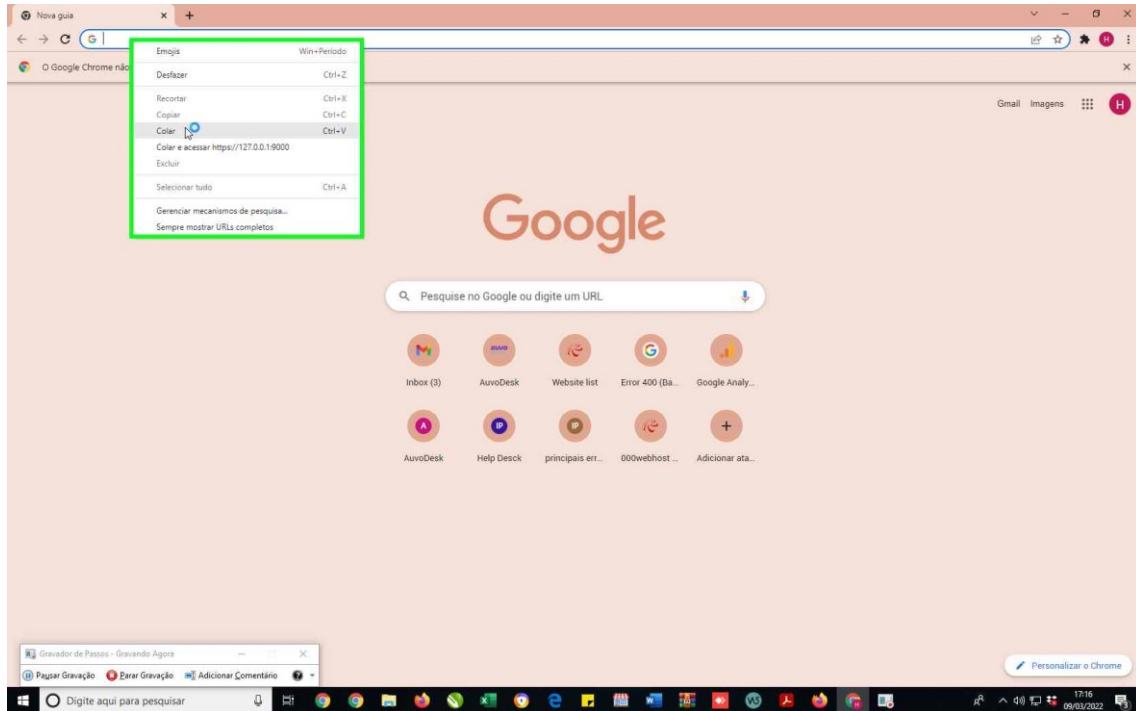 Nova guia
O Google Chrome não
Emojis Win+Período
Desfazer Ctrl+Z
Recortar Ctrl+X
Copiar Ctrl+C
Colar Ctrl+V
Colar e acessar https://127.0.0.1:9000
Excluir
Selecionar tudo Ctrl+A
Gerenciar mecanismos de pesquisa...
Sempre mostrar URLs completos
Gmail Imagens H
Google
Pesquise no Google ou digite um URL
Inbox (3) AuvoDesk Website list Error 400 (Ba... Google Analy...
AuvoDesk Help Desck principais err... 000webhost ... Adicionar ata...
Gravador de Passos - Gravando Agora
Pausar Gravação Parar Gravação Adicionar Comentário
Personalizar o Chrome
Digite aqui para pesquisar
17:16
09/03/2022